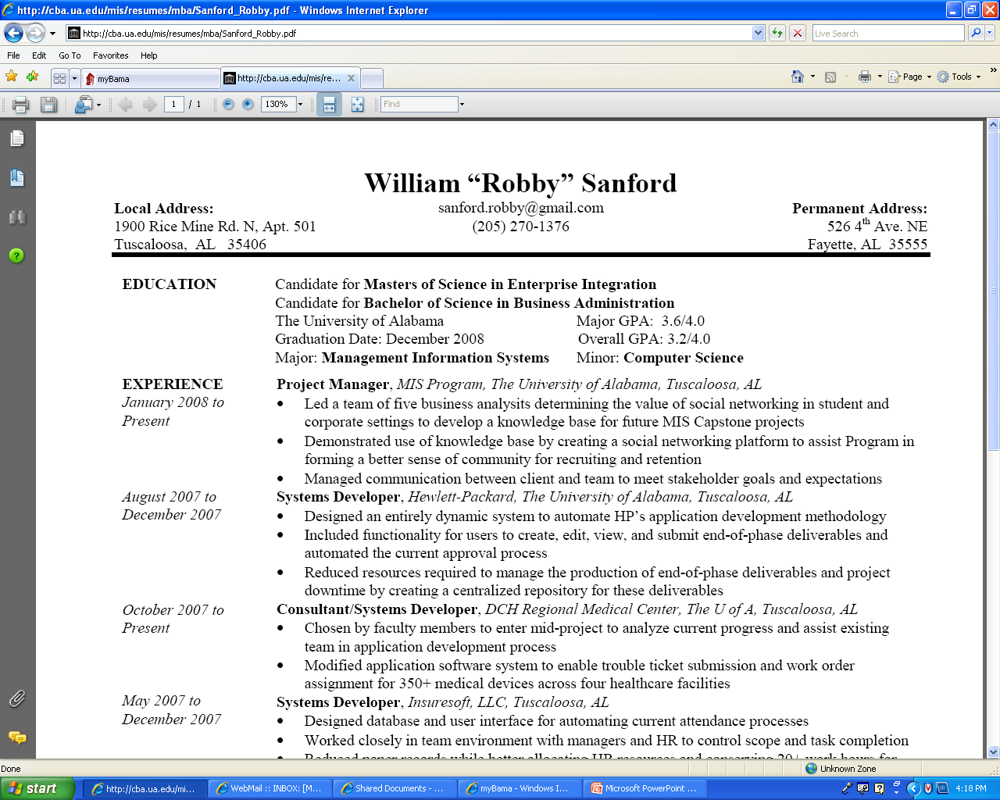 http://cba.ua.edu/mis/resumes/mba/Sanford_Robby.pdf - Windows Internet Explorer
http://cba.ua.edu/mis/resumes/mba/Sanford_Robby.pdf
Live Search
File Edit Go To Favorites Help
myBama
http://cba.ua.edu/mis/re...
Page Tools
1 / 1
130%
Find
William “Robby” Sanford
Local Address: sanford.robby@gmail.com Permanent Address:
1900 Rice Mine Rd. N, Apt. 501 (205) 270-1376 526 4th Ave. NE
Tuscaloosa, AL 35406 Fayette, AL 35555
EDUCATION Candidate for Masters of Science in Enterprise Integration
Candidate for Bachelor of Science in Business Administration
The University of Alabama Major GPA: 3.6/4.0
Graduation Date: December 2008 Overall GPA: 3.2/4.0
Major: Management Information Systems Minor: Computer Science
EXPERIENCE Project Manager, MIS Program, The University of Alabama, Tuscaloosa, AL
January 2008 to Present
• Led a team of five business analysits determining the value of social networking in student and
corporate settings to develop a knowledge base for future MIS Capstone projects
• Demonstrated use of knowledge base by creating a social networking platform to assist Program in
forming a better sense of community for recruiting and retention
• Managed communication between client and team to meet stakeholder goals and expectations
August 2007 to Systems Developer, Hewlett-Packard, The University of Alabama, Tuscaloosa, AL
December 2007 • Designed an entirely dynamic system to automate HP’s application development methodology
• Included functionality for users to create, edit, view, and submit end-of-phase deliverables and
automated the current approval process
• Reduced resources required to manage the production of end-of-phase deliverables and project
downtime by creating a centralized repository for these deliverables
October 2007 to Consultant/Systems Developer, DCH Regional Medical Center, The U of A, Tuscaloosa, AL
Present • Chosen by faculty members to enter mid-project to analyze current progress and assist existing
team in application development process
• Modified application software system to enable trouble ticket submission and work order
assignment for 350+ medical devices across four healthcare facilities
May 2007 to Systems Developer, Insuresoft, LLC, Tuscaloosa, AL
December 2007 • Designed database and user interface for automating current attendance processes
• Worked closely in team environment with managers and HR to control scope and task completion
• Reduced paper records while better allocating HR resources and conserving 20+ work hours for
Done
Unknown Zone
start
http://cba.ua.edu/mi...
WebMail :: INBOX: [M...
Shared Documents - ...
myBama - Windows I...
Microsoft PowerPoint ...
4:18 PM